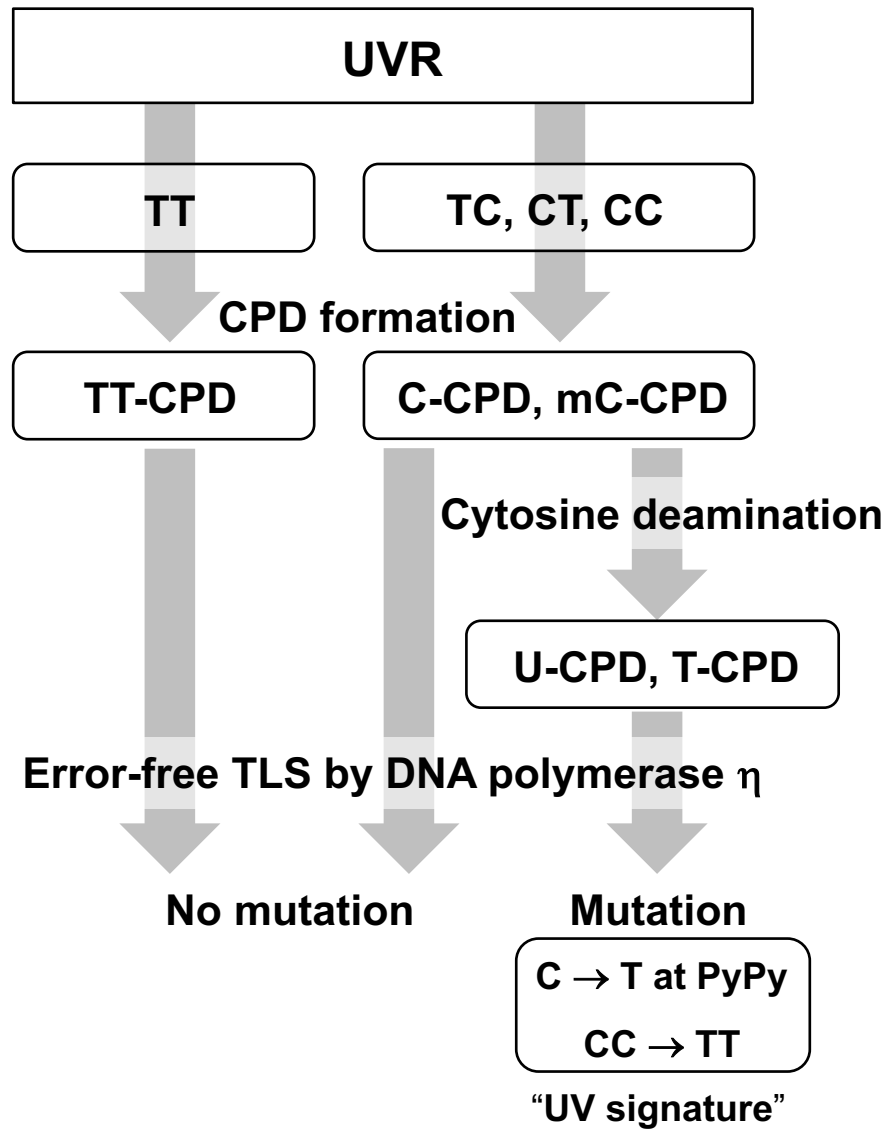 UVR
TT
TC, CT, CC
CPD formation
TT-CPD
C-CPD, mC-CPD
Cytosine deamination
U-CPD, T-CPD
Error-free TLS by DNA polymerase η
No mutation
Mutation
C → T at PyPy
CC → TT
“UV signature”